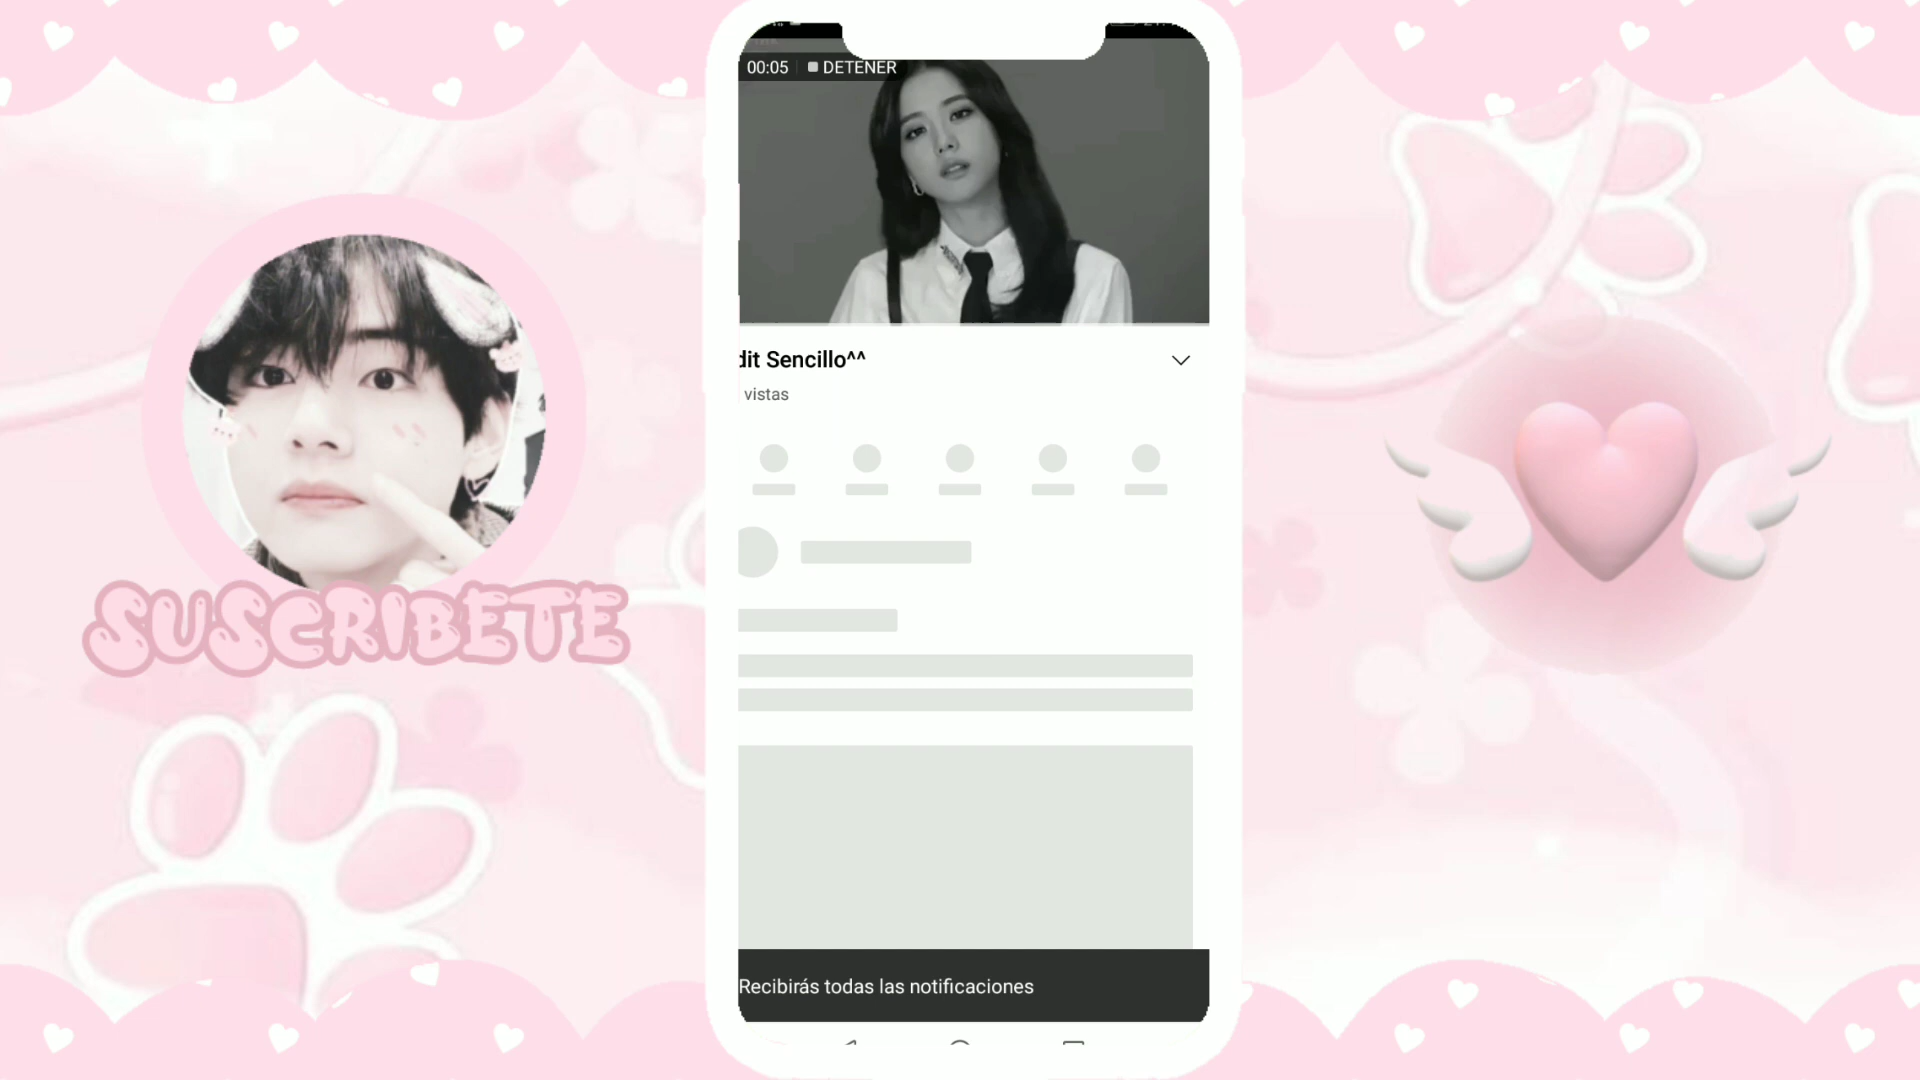 00:05 DETENER
dit Sencillo^^
vistas
SUSCRIBETE
Recibirás todas las notificaciones